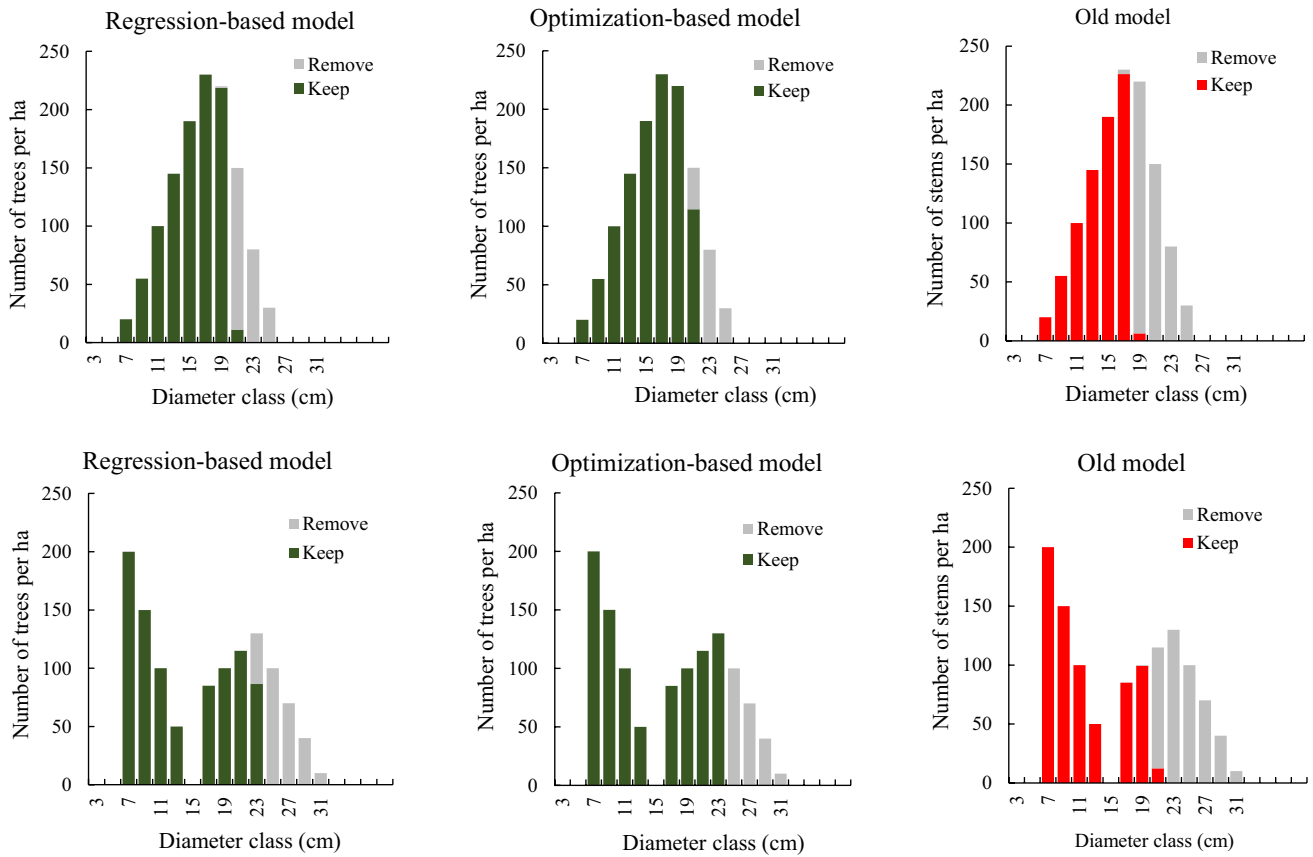 Regression-based model
250
200
150
100
50
0
Number of trees per ha
Remove
Keep
3
7
11
15
19
23
27
31
Diameter class (cm)
Optimization-based model
250
200
150
100
50
0
Number of trees per ha
Remove
Keep
3
7
11
15
19
23
27
31
Diameter class (cm)
Old model
250
200
150
100
50
0
Number of stems per ha
Remove
Keep
3
7
11
15
19
23
27
31
Diameter class (cm)
Regression-based model
250
200
150
100
50
0
Number of trees per ha
Remove
Keep
3
7
11
15
19
23
27
31
Diameter class (cm)
Optimization-based model
250
200
150
100
50
0
Number of trees per ha
Remove
Keep
3
7
11
15
19
23
27
31
Diameter class (cm)
Old model
250
200
150
100
50
0
Number of stems per ha
Remove
Keep
3
7
11
15
19
23
27
31
Diameter class (cm)